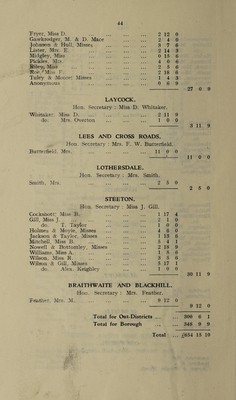 44
Fryer, Miss D. ... 2 12 0
Gawkrodger, M. & D. Mace ... 2 4 0
Johnson & Hall, Misses ... 3 7 6
Lister, Mrs. E. ... 2 14 3
Midgley, Miss ... 0 15 4
Pickles, Mrs. ... 4 0 6
Riley, Miss ... 2 8 6
Roe, Miss F. ... 2 18 6
Taley & Moore, Misses ... 1 4 3
Anonymous ... 0 6 0
27 0 0
LAYCOCK.
Hon. Secretary : Miss D. Whitaker.
Whitaker, Miss D. ... 2 11 9
do. Mrs. Overton ... 1 0 0
3 11 9
LEES AND CROSS ROADS.
Hon. Secretary : Mrs. F. W. Butterfield.
Butterfield, Mrs. ... 11 0 0
11 0 0
LOTHERSDALE.
Hon. Secretary : Mrs. Smith.
Smith, Mrs. ... 2 5 0
2 5 0
STEETON.
Hon. Secretary : Miss J. Gill.
Cockshott, Miss B. ... 1 17 4
Gill, Miss J. ... 2 1 0
do. T. Taylor ... 1 0 0
Holmes & Moyle, Misses ... 4 6 0
Jackson & Taylor, Misses ... 1 13 0
Mitchell, Miss B. ... 5 4 1
Nowell & Hortontley, Misses ... 2 18 9
Williams, Miss A. ... 1 5 0
Wilson, Miss R. ... 3 5 0
Wilson & Gill, Misses ... 5 17 1
do. Alex. Keighley ... 1 0 0
30 11 0
BRAITHWAITE AND BLACKHILL.
Hon. Secretary : Mrs. Feather.
Feather, Mrs. M. ... 9 12 0
9 12 0
Total for Out-Districts ... 306 6 1
Total for Borough ... 348 9 9
Total ... £654 15 10